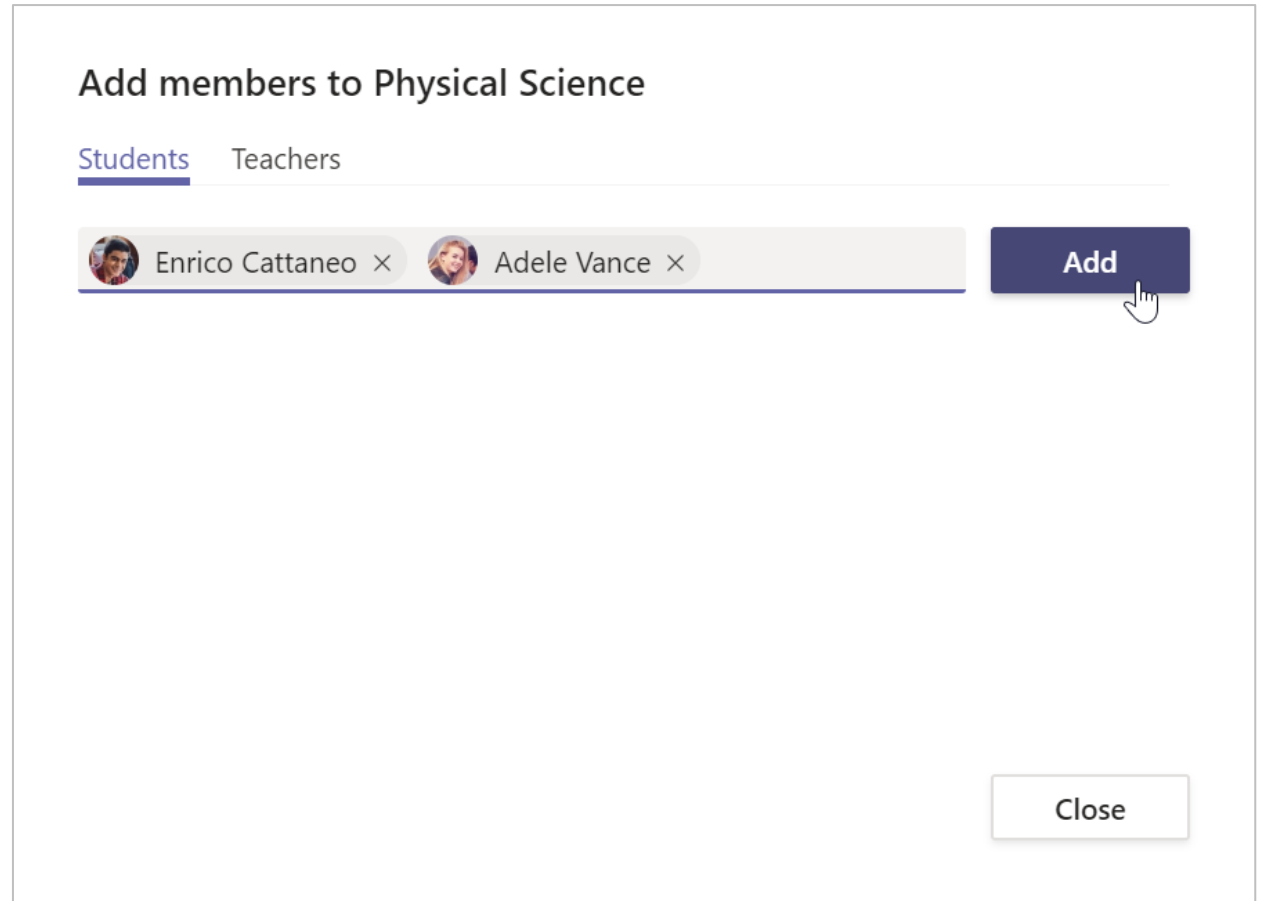 Add members to Physical Science
Students Teachers
Enrico Cattaneo × Adele Vance × Add
Close